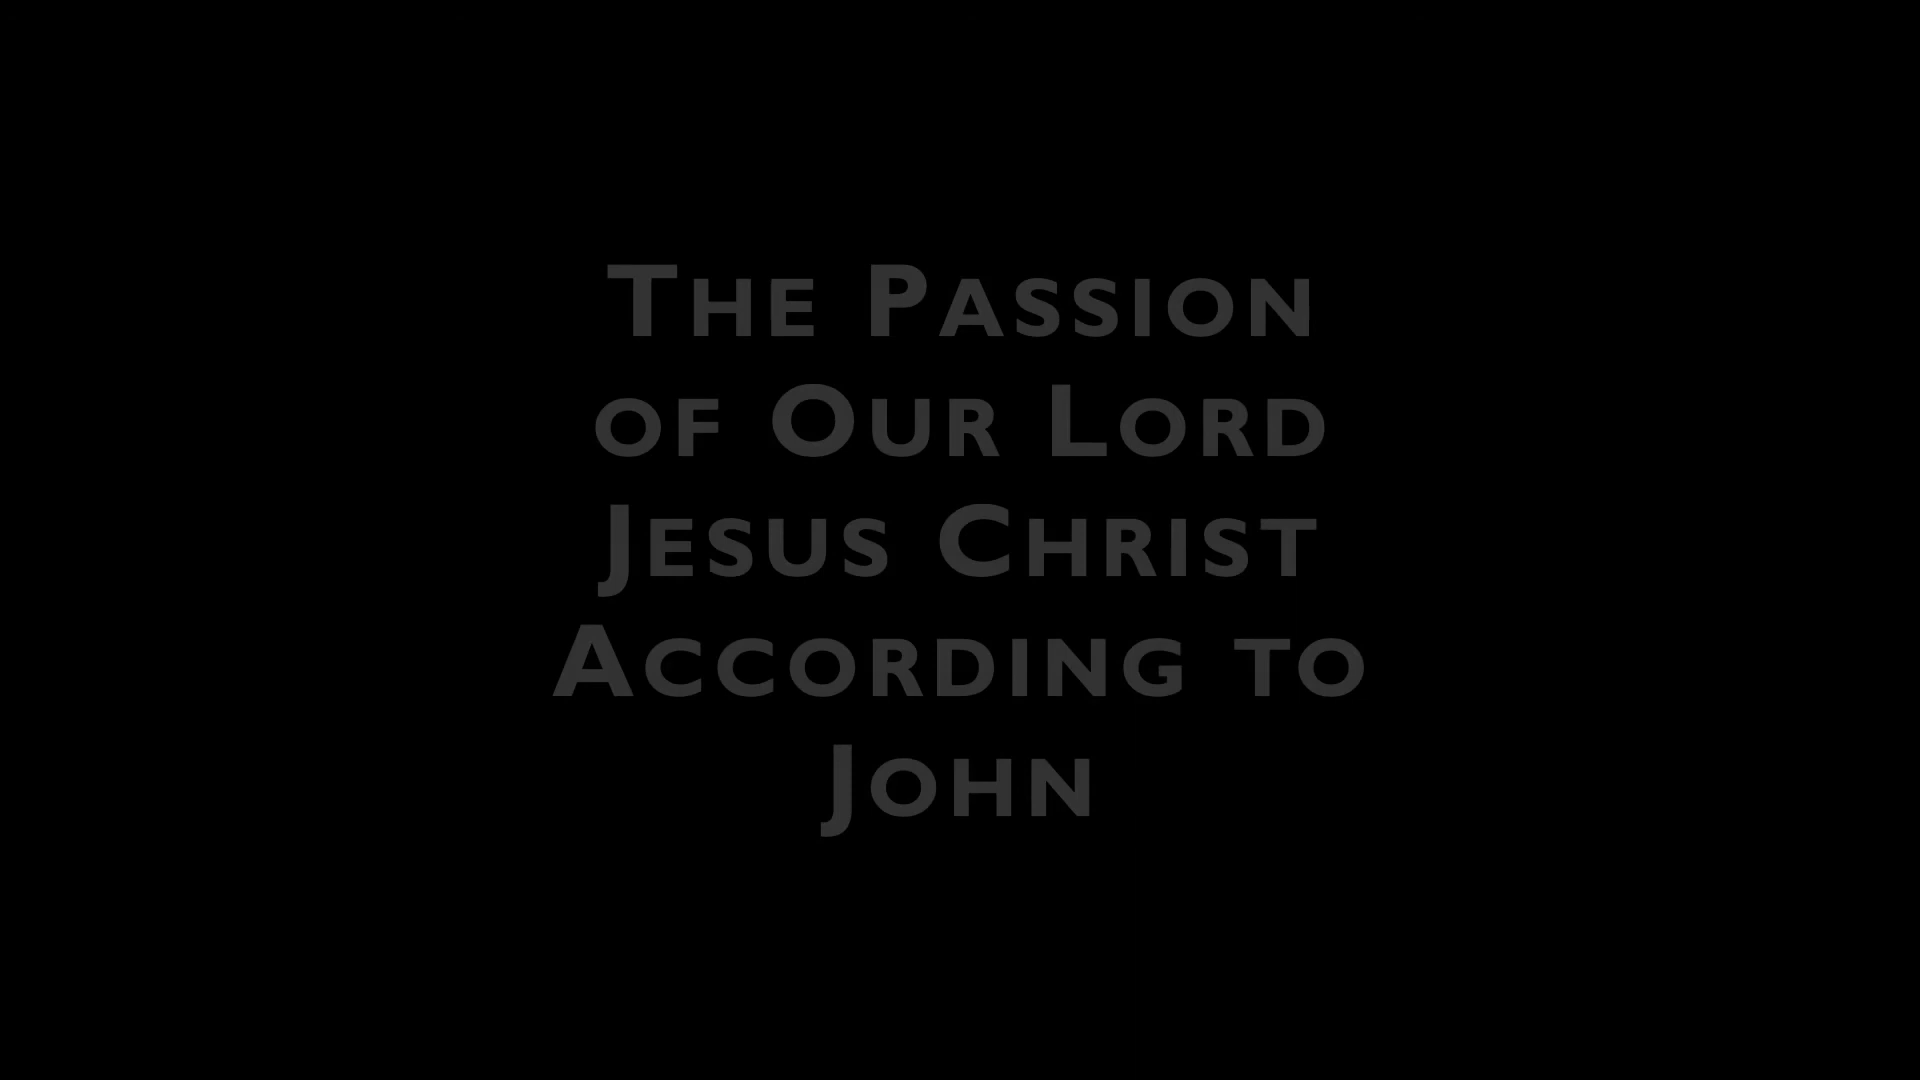 The Passion
of Our Lord
Jesus Christ
According to
John